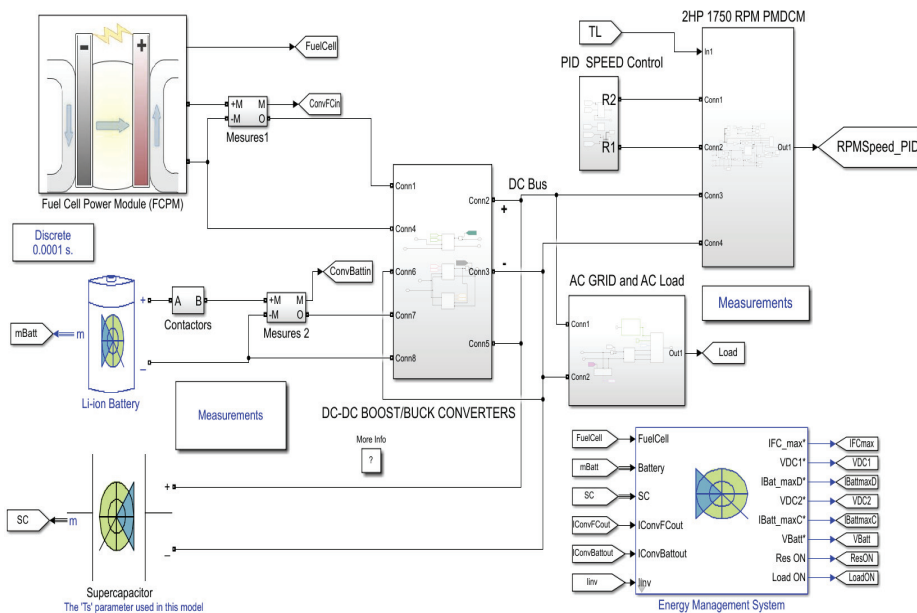 2HP 1750 RPM PMDCM
TL
In1
FuelCell
PID SPEED Control
R2
Conn1
+M M
-M O
ConvFCin
Mesures1
R1
Conn2
Out1
RPMSpeed_PID
Conn1
DC Bus
Conn2
+
Conn3
Fuel Cell Power Module (FCPM)
Conn4
Conn4
Discrete
0.0001 s.
-
Conn3
Conn6
ConvBattin
AC GRID and AC Load
Measurements
+
A B
+M M
-M O
Contactors
Mesures 2
Conn7
Conn1
mBatt
m
Conn5
Out1
Load
Conn8
Conn2
–
Li-ion Battery
Measurements
DC-DC BOOST/BUCK CONVERTERS
More Info
?
FuelCell
FuelCell
IFC_max*
IFCmax
VDC1*
VDC1
mBatt
Battery
IBat_maxD*
IBattmaxD
+
SC
SC
VDC2*
VDC2
SC
m
IConvFCout
IConvFCout
IBatt_maxC*
IBattmaxC
VBatt*
VBatt
–
IConvBattout
IConvBattout
Res ON
ResON
Iinv
Iinv
Load ON
LoadON
Supercapacitor
The 'Ts' parameter used in this model
Energy Management System